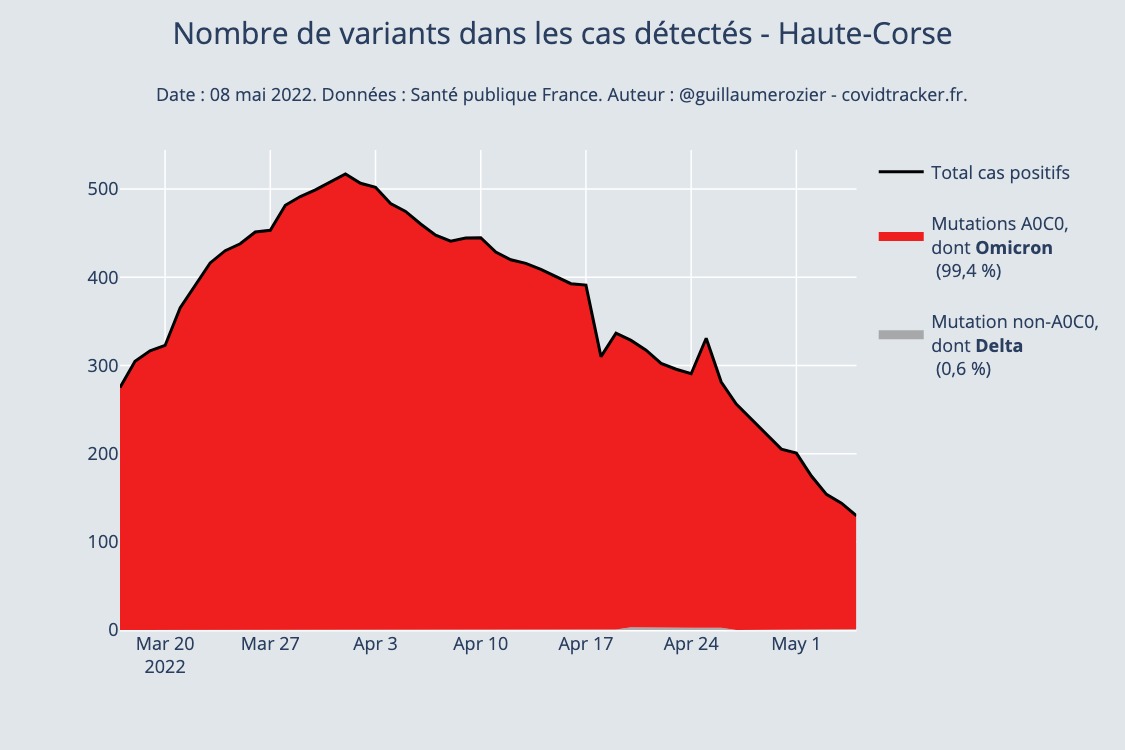 Nombre de variants dans les cas détectés - Haute-Corse
Date : 08 mai 2022. Données : Santé publique France. Auteur : @guillaumerozier - covidtracker.fr.
Total cas positifs
Mutations A0C0,
dont Omicron
(99,4 %)
Mutation non-A0C0,
dont Delta
(0,6 %)
500
400
300
200
100
0
Mar 20
2022
Mar 27
Apr 3
Apr 10
Apr 17
Apr 24
May 1